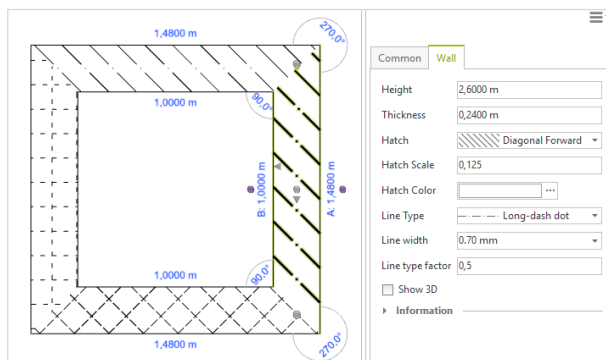 1,4800 m
270,0°
1,0000 m
90,0°
B: 1,0000 m
A: 1,4800 m
1,0000 m
90,0°
1,4800 m
270,0°
Common Wall
Height 2,6000 m
Thickness 0,2400 m
Hatch Diagonal Forward
Hatch Scale 0,125
Hatch Color ...
Line Type Long-dash dot
Line width 0.70 mm
Line type factor 0,5
Show 3D
Information